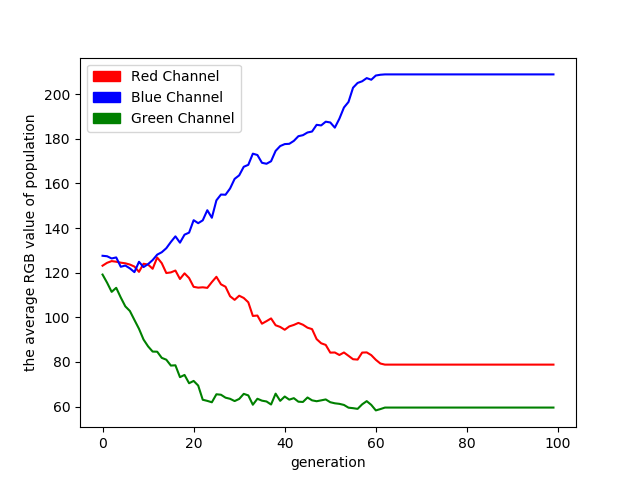 Red Channel
Blue Channel
Green Channel
the average RGB value of population
200
180
160
140
120
100
80
60
0 20 40 60 80 100
generation